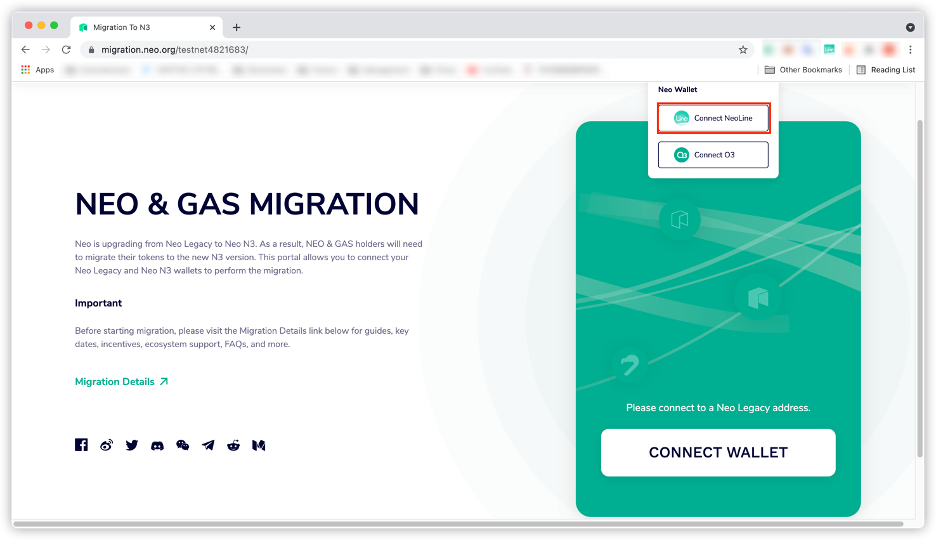 Migration To N3
migration.neo.org/testnet4821683/
Apps
Other Bookmarks
Reading List
Neo Wallet
Line
Connect NeoLine
Connect O3
NEO & GAS MIGRATION
Neo is upgrading from Neo Legacy to Neo N3. As a result, NEO & GAS holders will need
to migrate their tokens to the new N3 version. This portal allows you to connect your
Neo Legacy and Neo N3 wallets to perform the migration.
Important
Before starting migration, please visit the Migration Details link below for guides, key
dates, incentives, ecosystem support, FAQs, and more.
Migration Details
Please connect to a Neo Legacy address.
CONNECT WALLET